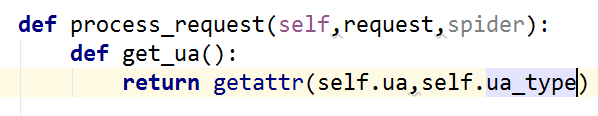 def process_request(self,request,spider):
def get_ua():
return getattr(self.ua,self.ua_type)